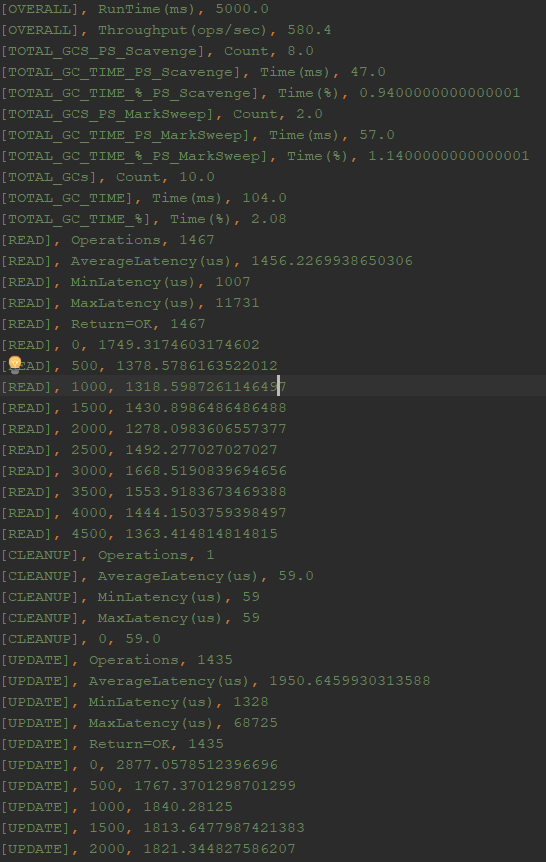 [OVERALL], RunTime(ms), 5000.0
[OVERALL], Throughput(ops/sec), 580.4
[TOTAL_GCS_PS_Scavenge], Count, 8.0
[TOTAL_GC_TIME_PS_Scavenge], Time(ms), 47.0
[TOTAL_GC_TIME_%_PS_Scavenge], Time(%), 0.9400000000000001
[TOTAL_GCS_PS_MarkSweep], Count, 2.0
[TOTAL_GC_TIME_PS_MarkSweep], Time(ms), 57.0
[TOTAL_GC_TIME_%_PS_MarkSweep], Time(%), 1.1400000000000001
[TOTAL_GCs], Count, 10.0
[TOTAL_GC_TIME], Time(ms), 104.0
[TOTAL_GC_TIME_%], Time(%), 2.08
[READ], Operations, 1467
[READ], AverageLatency(us), 1456.2269938650306
[READ], MinLatency(us), 1007
[READ], MaxLatency(us), 11731
[READ], Return=OK, 1467
[READ], 0, 1749.3174603174602
[READ], 500, 1378.5786163522012
[READ], 1000, 1318.5987261146497
[READ], 1500, 1430.8986486486488
[READ], 2000, 1278.0983606557377
[READ], 2500, 1492.277027027027
[READ], 3000, 1668.5190839694656
[READ], 3500, 1553.9183673469388
[READ], 4000, 1444.1503759398497
[READ], 4500, 1363.414814814815
[CLEANUP], Operations, 1
[CLEANUP], AverageLatency(us), 59.0
[CLEANUP], MinLatency(us), 59
[CLEANUP], MaxLatency(us), 59
[CLEANUP], 0, 59.0
[UPDATE], Operations, 1435
[UPDATE], AverageLatency(us), 1950.6459930313588
[UPDATE], MinLatency(us), 1328
[UPDATE], MaxLatency(us), 68725
[UPDATE], Return=OK, 1435
[UPDATE], 0, 2877.0578512396696
[UPDATE], 500, 1767.3701298701299
[UPDATE], 1000, 1840.28125
[UPDATE], 1500, 1813.6477987421383
[UPDATE], 2000, 1821.344827586207